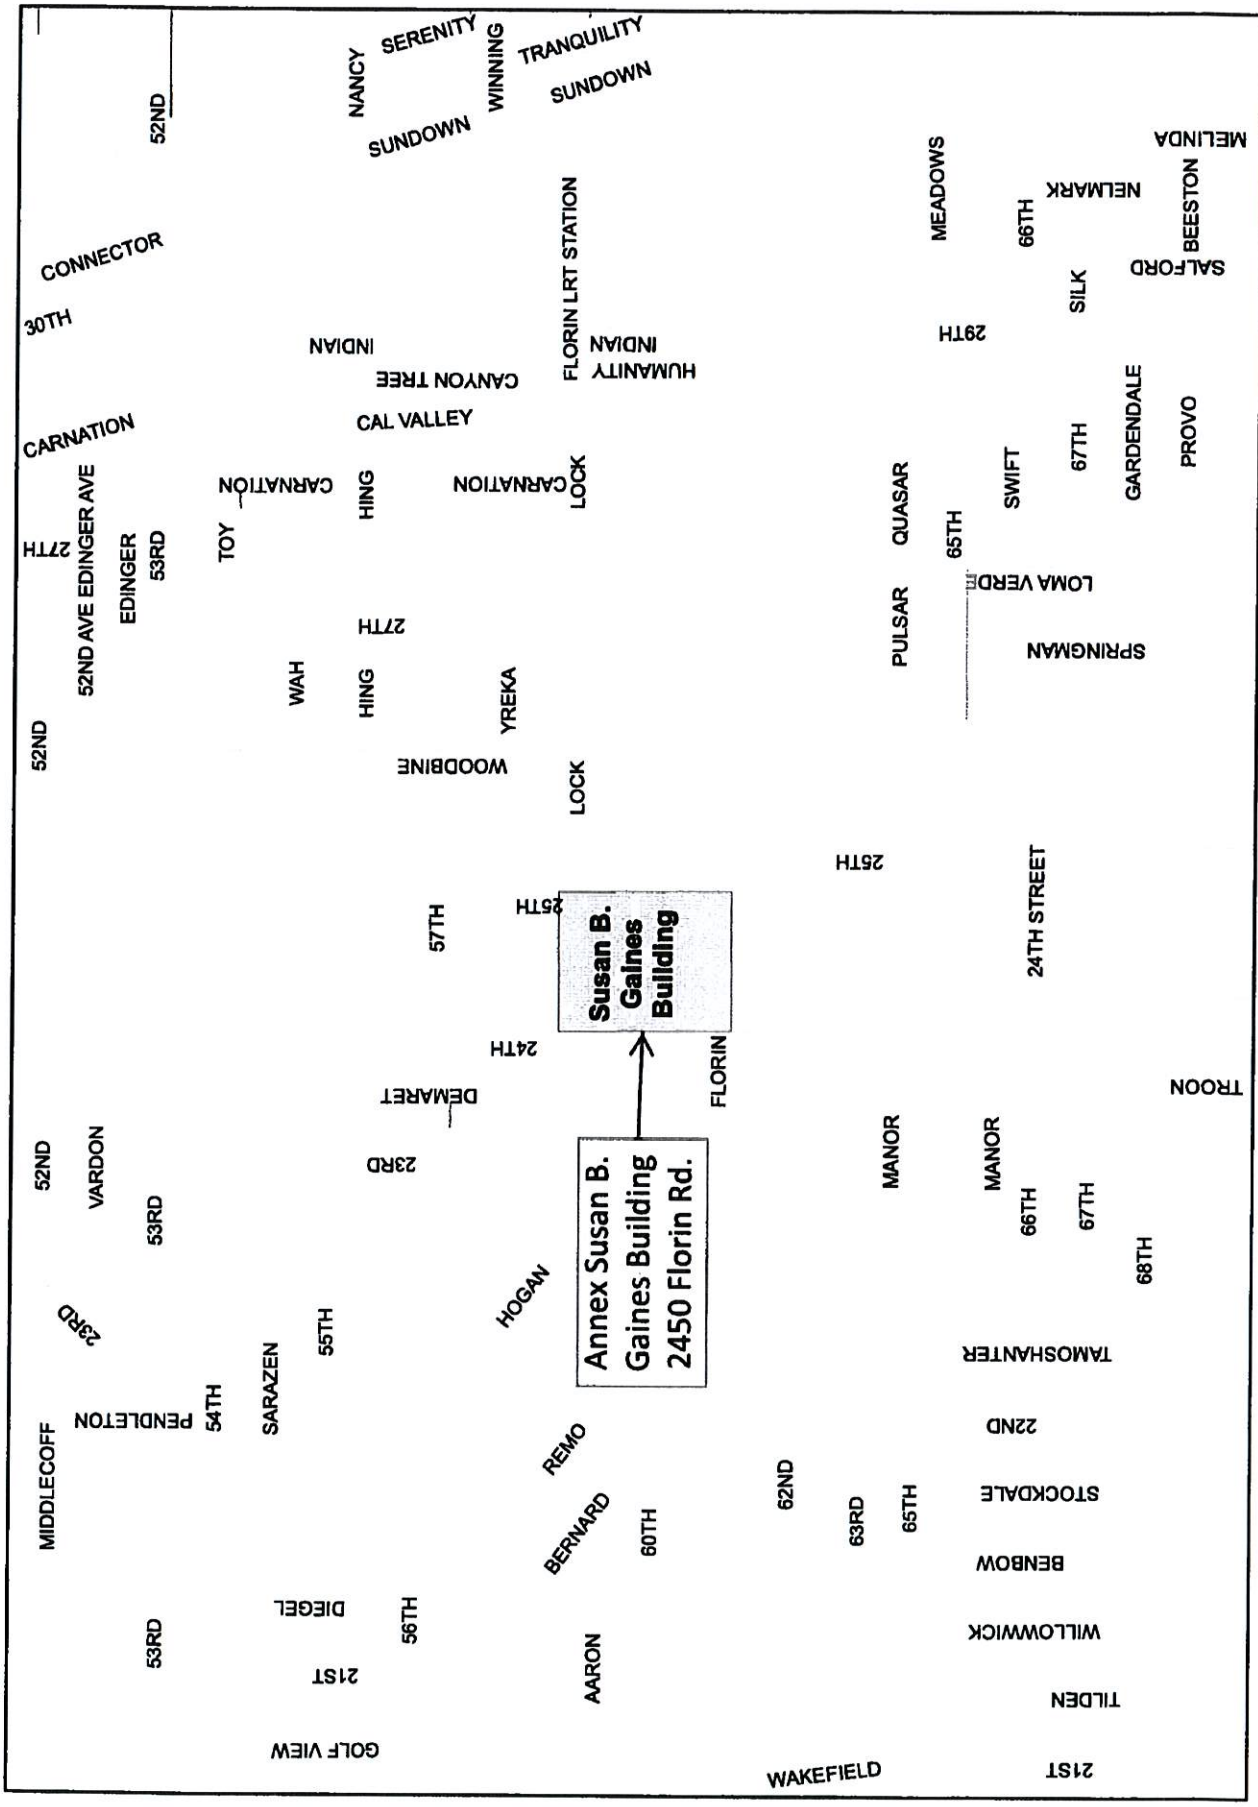 MIDDLECOFF
52ND
52ND
27TH
30TH
CARNATION
CONNECTOR
23RD
VARDON
52ND AVE EDINGER AVE
PENDLETON
EDINGER
53RD
53RD
53RD
52ND
54TH
TOY
SARAZEN
CARNATION
WAH
DIEGEL
55TH
21ST
GOLF VIEW
INDIAN
HING
HING
NANCY
27TH
23RD
56TH
CAL VALLEY
SUNDOWN
SERENITY
57TH
DEMARET
CANYON TREE
WOODBINE
WINNING
YREKA
24TH
HOGAN
25TH
CARNATION
REMO
BERNARD
LOCK
LOCK
FLORIN LRT STATION
TRANQUILITY
SUNDOWN
AARON
Annex Susan B.
Gaines Building
2450 Florin Rd.
Susan B.
Gaines
Building
INDIAN
HUMANITY
60TH
FLORIN
62ND
WAKEFIELD
63RD
25TH
MANOR
PULSAR
QUASAR
65TH
MEADOWS
65TH
29TH
MANOR
SWIFT
22ND
BENBOW
66TH
24TH STREET
66TH
TAMOSHANTER
STOCKDALE
WILLOWWICK
LOMA VERDE
21ST
TILDEN
67TH
SPRINGMAN
67TH
SILK
NELMARK
68TH
GARDENDALE
SALFORD
PROVO
BEESTON
TROON
MELINDA